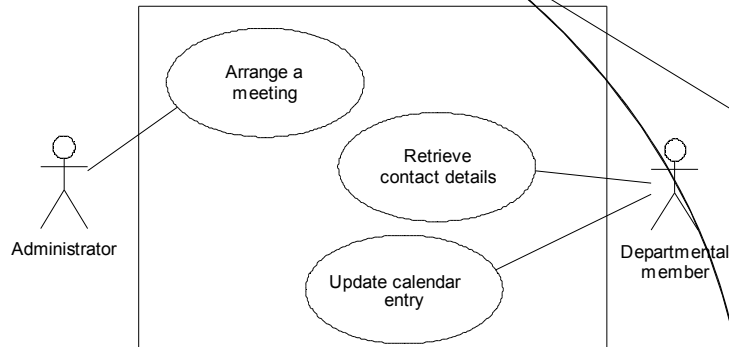 Arrange a
meeting
Retrieve
contact details
Administrator
Departmental
member
Update calendar
entry